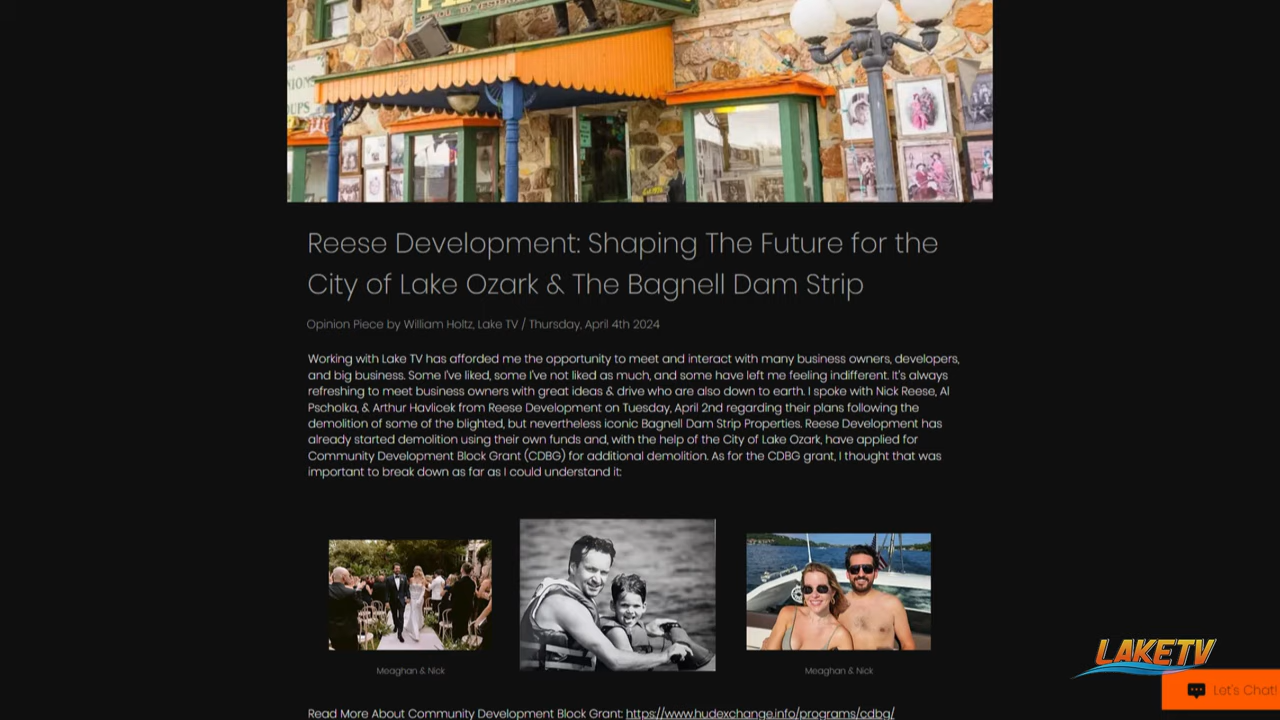 Reese Development: Shaping The Future for the
City of Lake Ozark & The Bagnell Dam Strip
Opinion Piece by William Holtz, Lake TV / Thursday, April 4th 2024
Working with Lake TV has afforded me the opportunity to meet and interact with many business owners, developers,
and big business. Some I've liked, some I've not liked as much, and some have left me feeling indifferent. It's always
refreshing to meet business owners with great ideas & drive who are also down to earth. I spoke with Nick Reese, Al
Pscholka, & Arthur Havlicek from Reese Development on Tuesday, April 2nd regarding their plans following the
demolition of some of the blighted, but nevertheless iconic Bagnell Dam Strip Properties. Reese Development has
already started demolition using their own funds and, with the help of the City of Lake Ozark, have applied for
Community Development Block Grant (CDBG) for additional demolition. As for the CDBG grant, I thought that was
important to break down as far as I could understand it:
Meaghan & Nick
Meaghan & Nick
LAKETV
Let's Chat!
Read More About Community Development Block Grant: https://www.hudexchange.info/programs/cdbg/